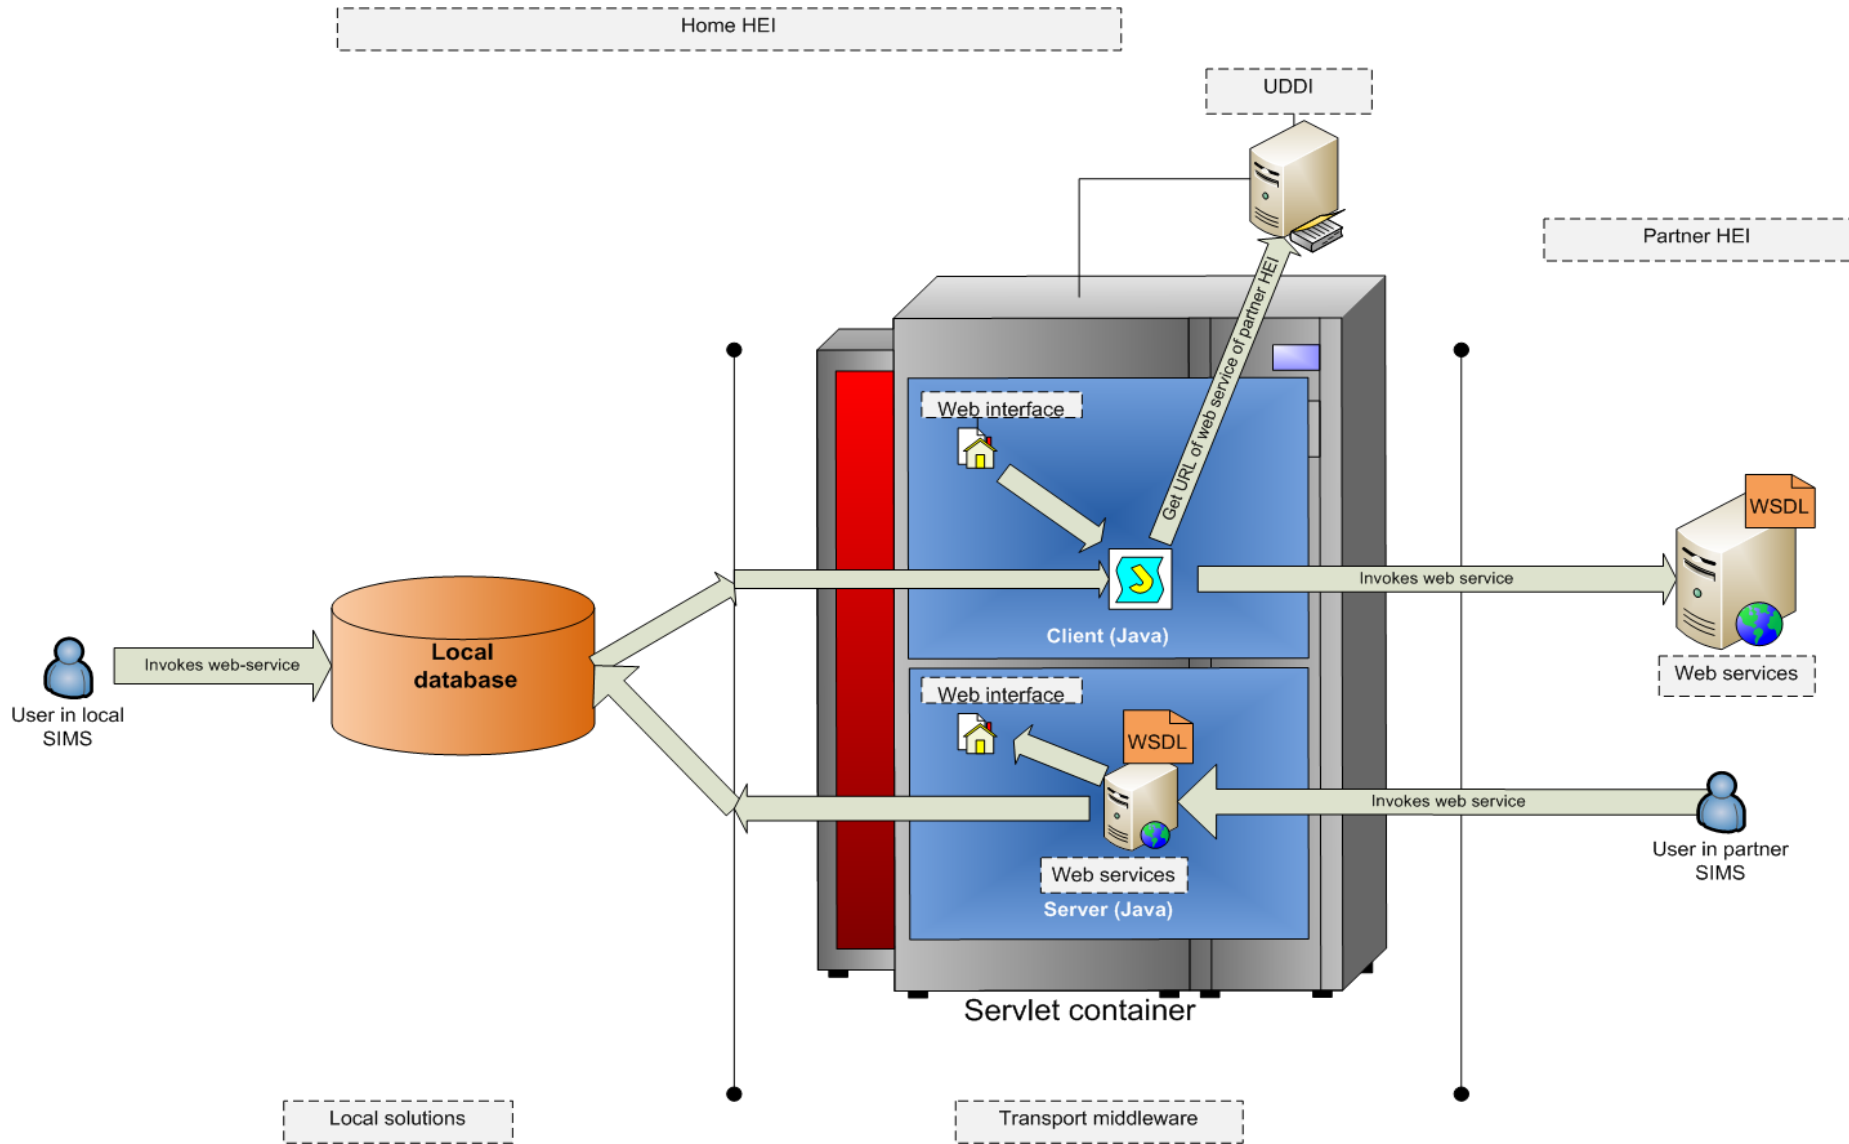 Home HEI
UDDI
Partner HEI
Get URL of web service of partner HEI
Web interface
WSDL
Invokes web service
Client (Java)
Local
database
Invokes web-service
Web services
User in local
SIMS
Web interface
WSDL
Invokes web service
User in partner
SIMS
Web services
Server (Java)
Servlet container
Local solutions
Transport middleware